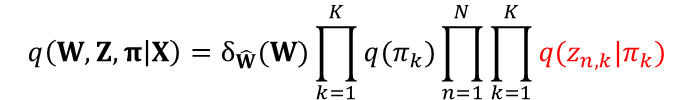 q(𝐖, 𝐙, 𝛑|𝐗) = δ_𝐖̂(𝐖) ∏_{k=1}^{K} q(π_k) ∏_{n=1}^{N} ∏_{k=1}^{K} q(z_{n,k}|π_k)